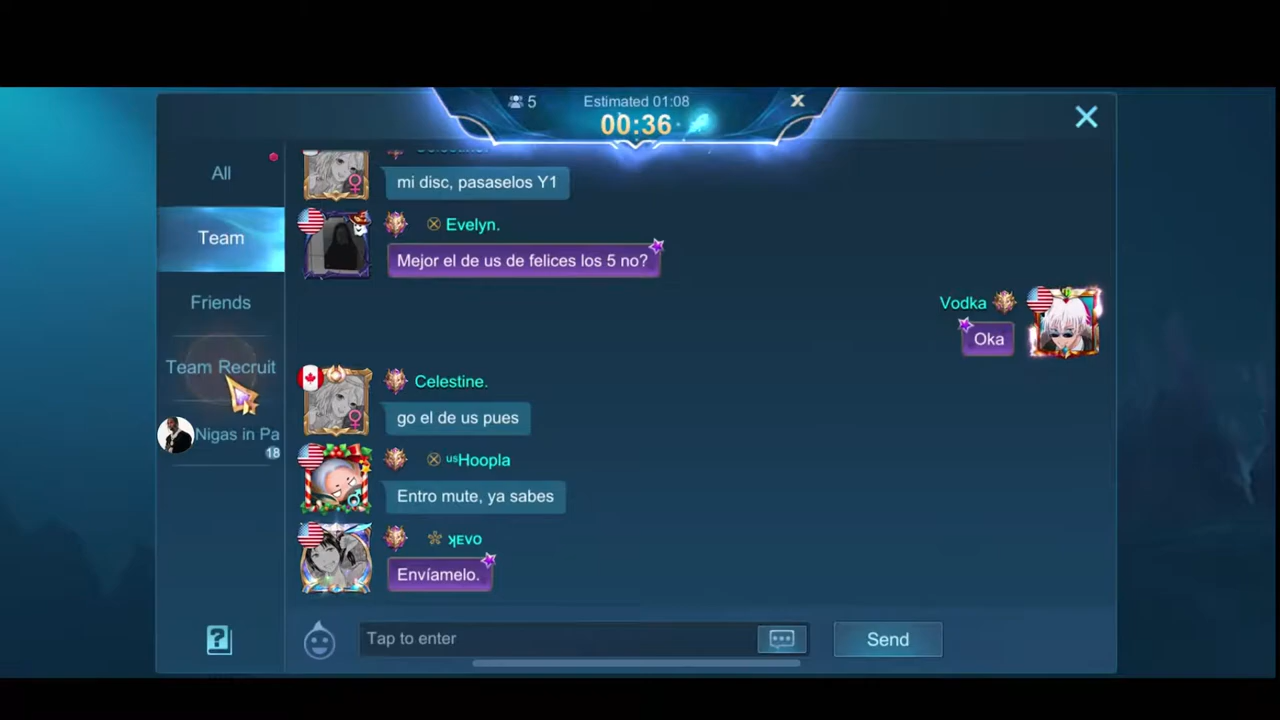 5
Estimated 01:08
X
00:36
All
Team
Friends
Team Recruit
Nigas in Pa
18
Celestine.
mi disc, pasaselos Y1
Evelyn.
Mejor el de us de felices los 5 no?
Vodka
Oka
Celestine.
go el de us pues
ᵘˢHoopla
Entro mute, ya sabes
ʞᴇᴠᴏ
Envíamelo.
Tap to enter
Send